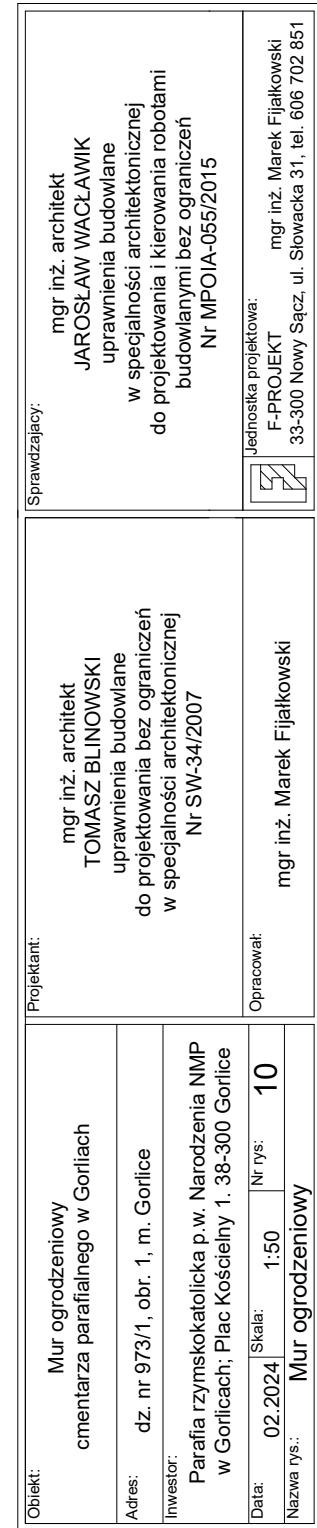 Obiekt:
Mur ogrodzeniowy
cmentarza parafialnego w Gorliach
Adres:
dz. nr 973/1, obr. 1, m. Gorlice
Inwestor:
Parafia rzymskokatolicka p.w. Narodzenia NMP
w Gorlicach; Plac Kościelny 1. 38-300 Gorlice
Data: 02.2024 Skala: 1:50 Nr rys: 10
Nazwa rys.: Mur ogrodzeniowy
Projektant:
mgr inż. architekt
TOMASZ BLINOWSKI
uprawnienia budowlane
do projektowania bez ograniczeń
w specjalności architektonicznej
Nr SW-34/2007
Opracował:
mgr inż. Marek Fijałkowski
Sprawdzajacy:
mgr inż. architekt
JAROSŁAW WACŁAWIK
uprawnienia budowlane
w specjalności architektonicznej
do projektowania i kierowania robotami
budowlanymi bez ograniczeń
Nr MPOIA-055/2015
Jednostka projektowa:
F-PROJEKT mgr inż. Marek Fijałkowski
33-300 Nowy Sącz, ul. Słowacka 31, tel. 606 702 851